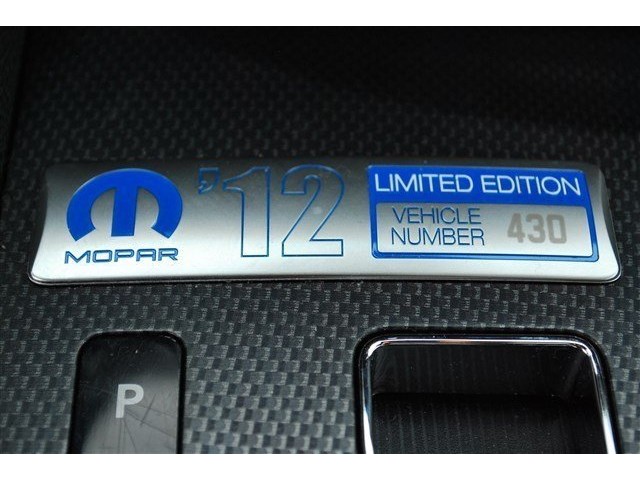 MOPAR
'12
LIMITED EDITION
VEHICLE
NUMBER 430
P